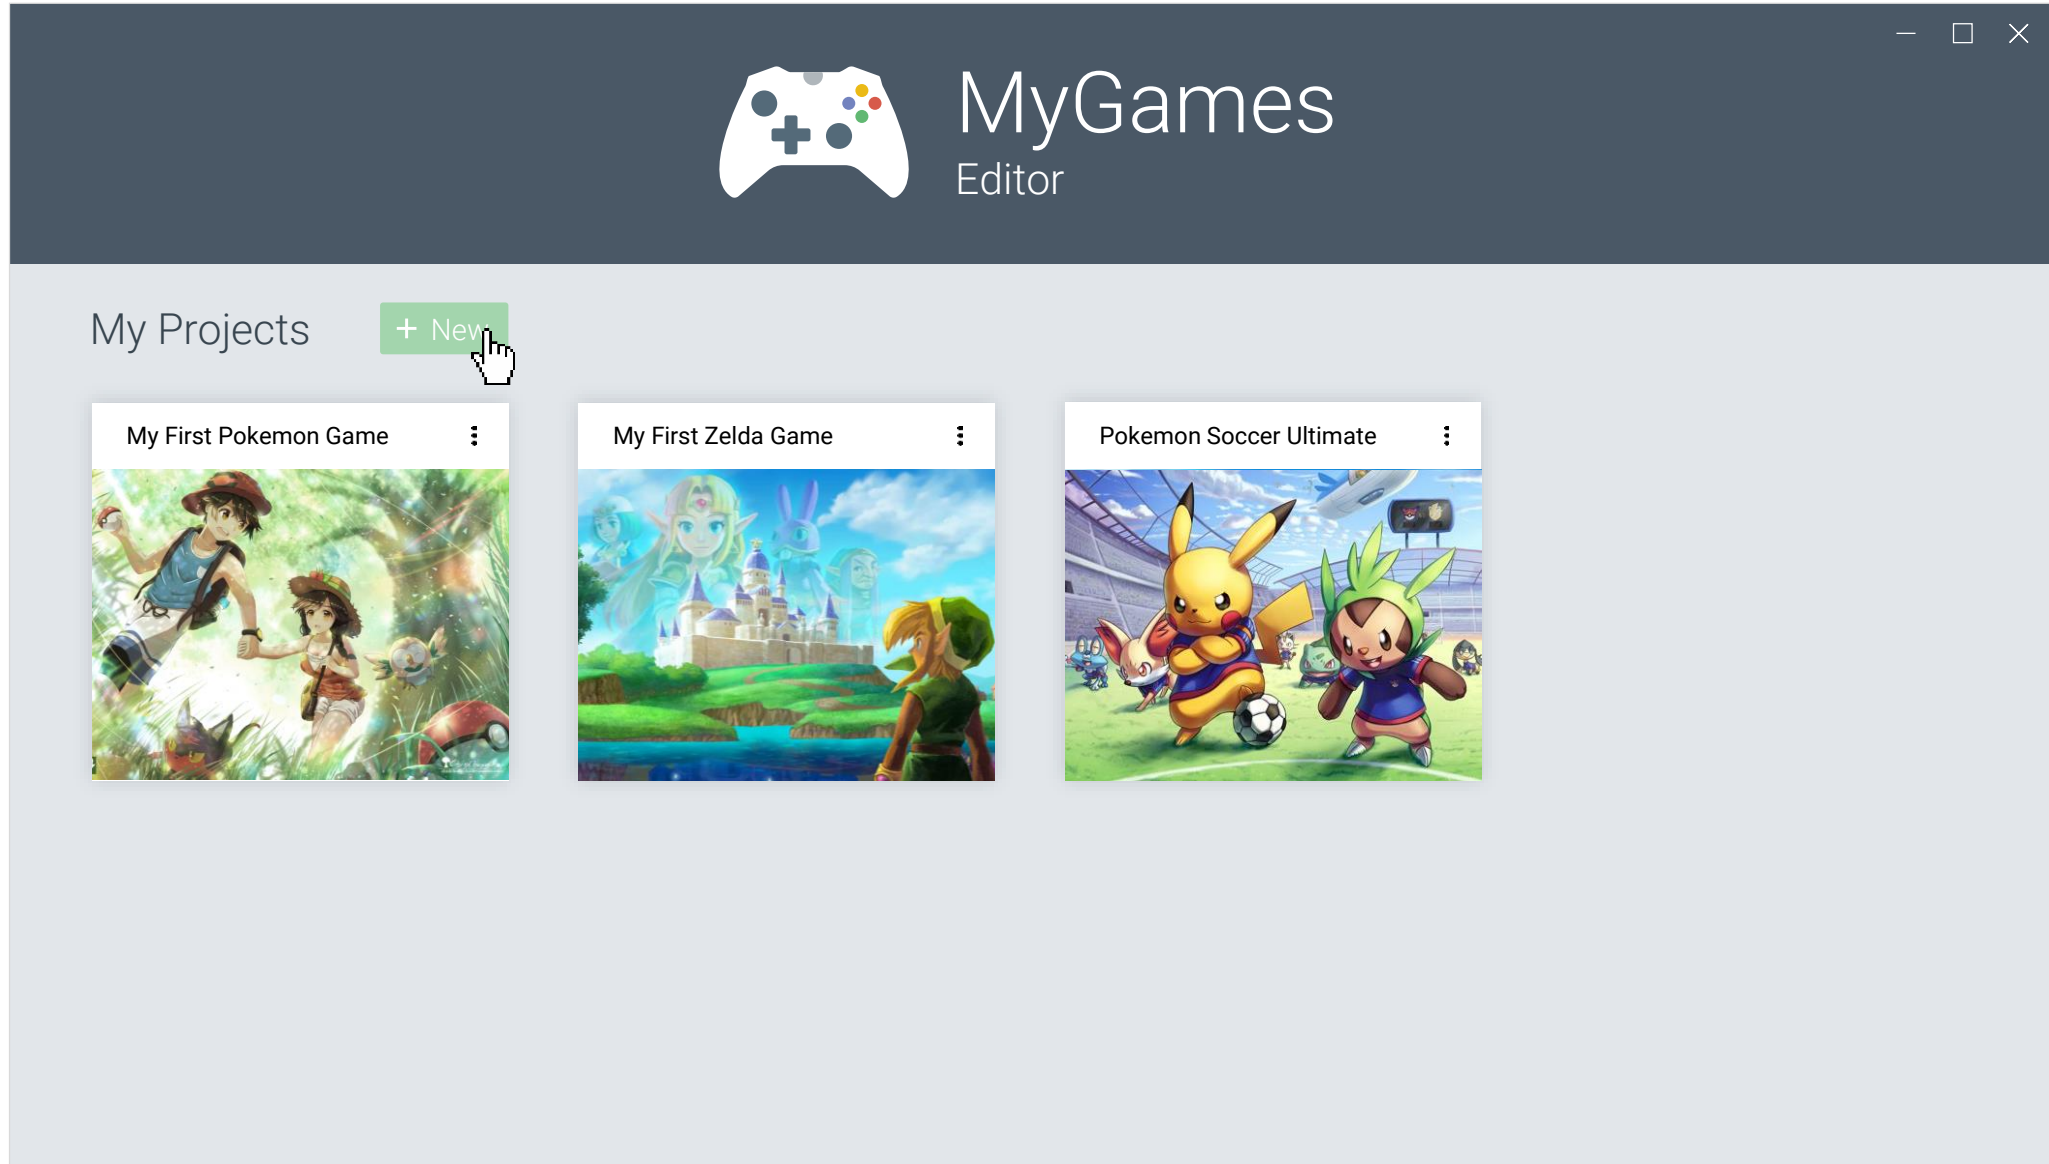 MyGames
Editor
My Projects
+ New
My First Pokemon Game
My First Zelda Game
Pokemon Soccer Ultimate